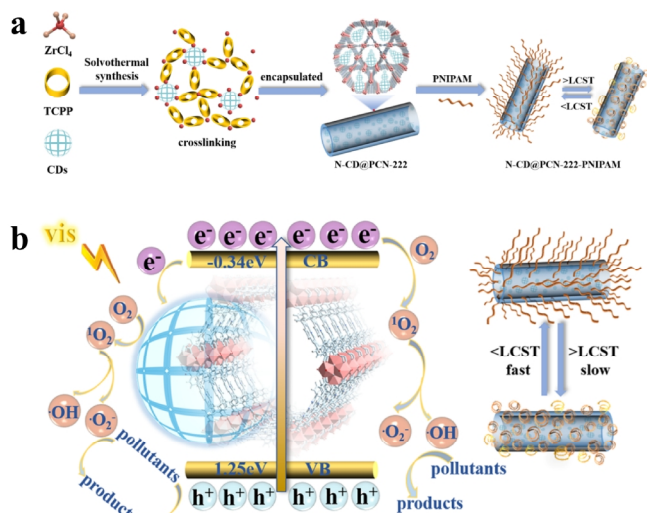 a
ZrCl₄
TCPP
CDs
Solvothermal
synthesis
crosslinking
encapsulated
N-CD@PCN-222
PNIPAM
>LCST
<LCST
N-CD@PCN-222-PNIPAM
b
vis
e⁻
e⁻ e⁻ e⁻ e⁻ e⁻ e⁻
-0.34eV CB
O₂
¹O₂
·OH
·O₂⁻
pollutants
products
1.25eV VB
h⁺ h⁺ h⁺ h⁺ h⁺ h⁺
O₂
¹O₂
·O₂⁻
·OH
pollutants
products
<LCST
fast
>LCST
slow